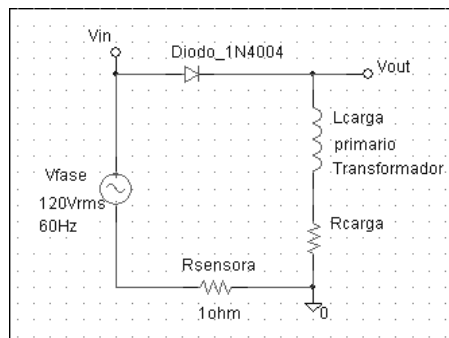 Vin
Diodo_1N4004
Vout
Lcarga
primario
Transformador
Vfase
120Vrms
60Hz
Rcarga
Rsensora
1ohm
0